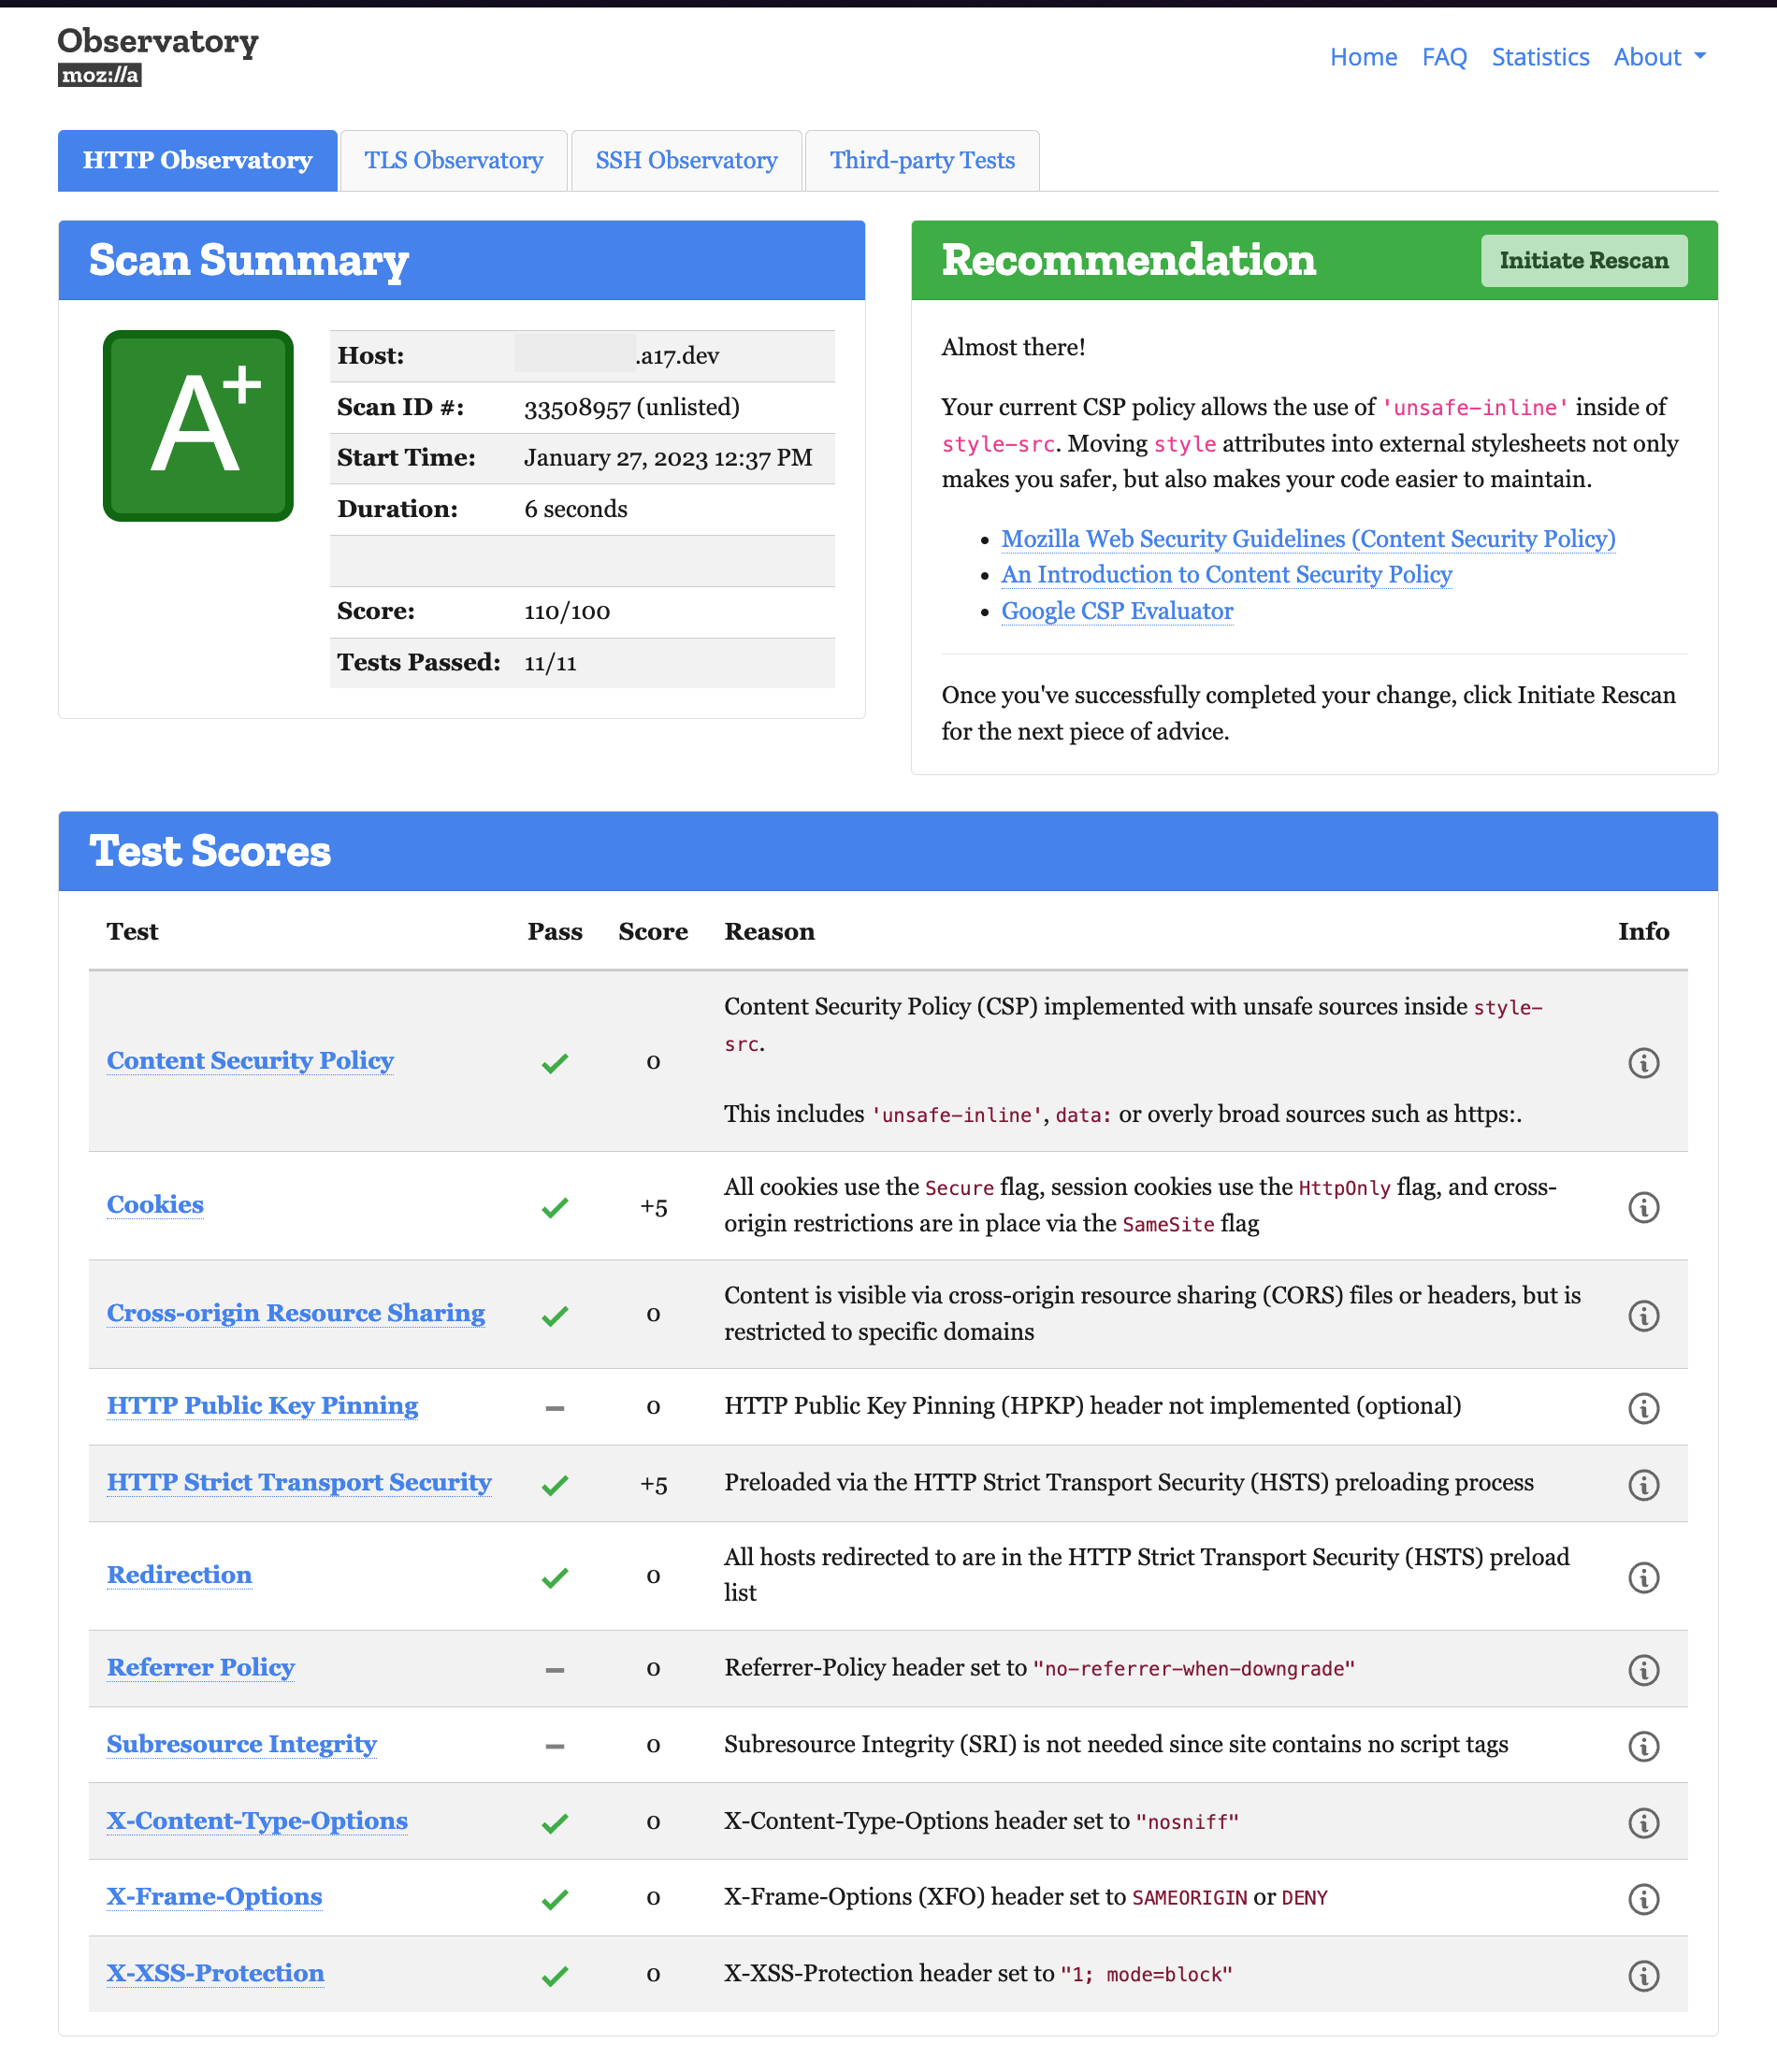 Observatory
moz://a
Home FAQ Statistics About
HTTP Observatory TLS Observatory SSH Observatory Third-party Tests
Scan Summary
A+
Host: .a17.dev
Scan ID #: 33508957 (unlisted)
Start Time: January 27, 2023 12:37 PM
Duration: 6 seconds
Score: 110/100
Tests Passed: 11/11
Recommendation
Initiate Rescan
Almost there!
Your current CSP policy allows the use of 'unsafe-inline' inside of
style-src. Moving style attributes into external stylesheets not only
makes you safer, but also makes your code easier to maintain.
• Mozilla Web Security Guidelines (Content Security Policy)
• An Introduction to Content Security Policy
• Google CSP Evaluator
Once you've successfully completed your change, click Initiate Rescan
for the next piece of advice.
Test Scores
Test Pass Score Reason Info
Content Security Policy 0 Content Security Policy (CSP) implemented with unsafe sources inside style-
src.
This includes 'unsafe-inline', data: or overly broad sources such as https:.
Cookies +5 All cookies use the Secure flag, session cookies use the HttpOnly flag, and cross-
origin restrictions are in place via the SameSite flag
Cross-origin Resource Sharing 0 Content is visible via cross-origin resource sharing (CORS) files or headers, but is
restricted to specific domains
HTTP Public Key Pinning – 0 HTTP Public Key Pinning (HPKP) header not implemented (optional)
HTTP Strict Transport Security +5 Preloaded via the HTTP Strict Transport Security (HSTS) preloading process
Redirection 0 All hosts redirected to are in the HTTP Strict Transport Security (HSTS) preload
list
Referrer Policy – 0 Referrer-Policy header set to "no-referrer-when-downgrade"
Subresource Integrity – 0 Subresource Integrity (SRI) is not needed since site contains no script tags
X-Content-Type-Options 0 X-Content-Type-Options header set to "nosniff"
X-Frame-Options 0 X-Frame-Options (XFO) header set to SAMEORIGIN or DENY
X-XSS-Protection 0 X-XSS-Protection header set to "1; mode=block"